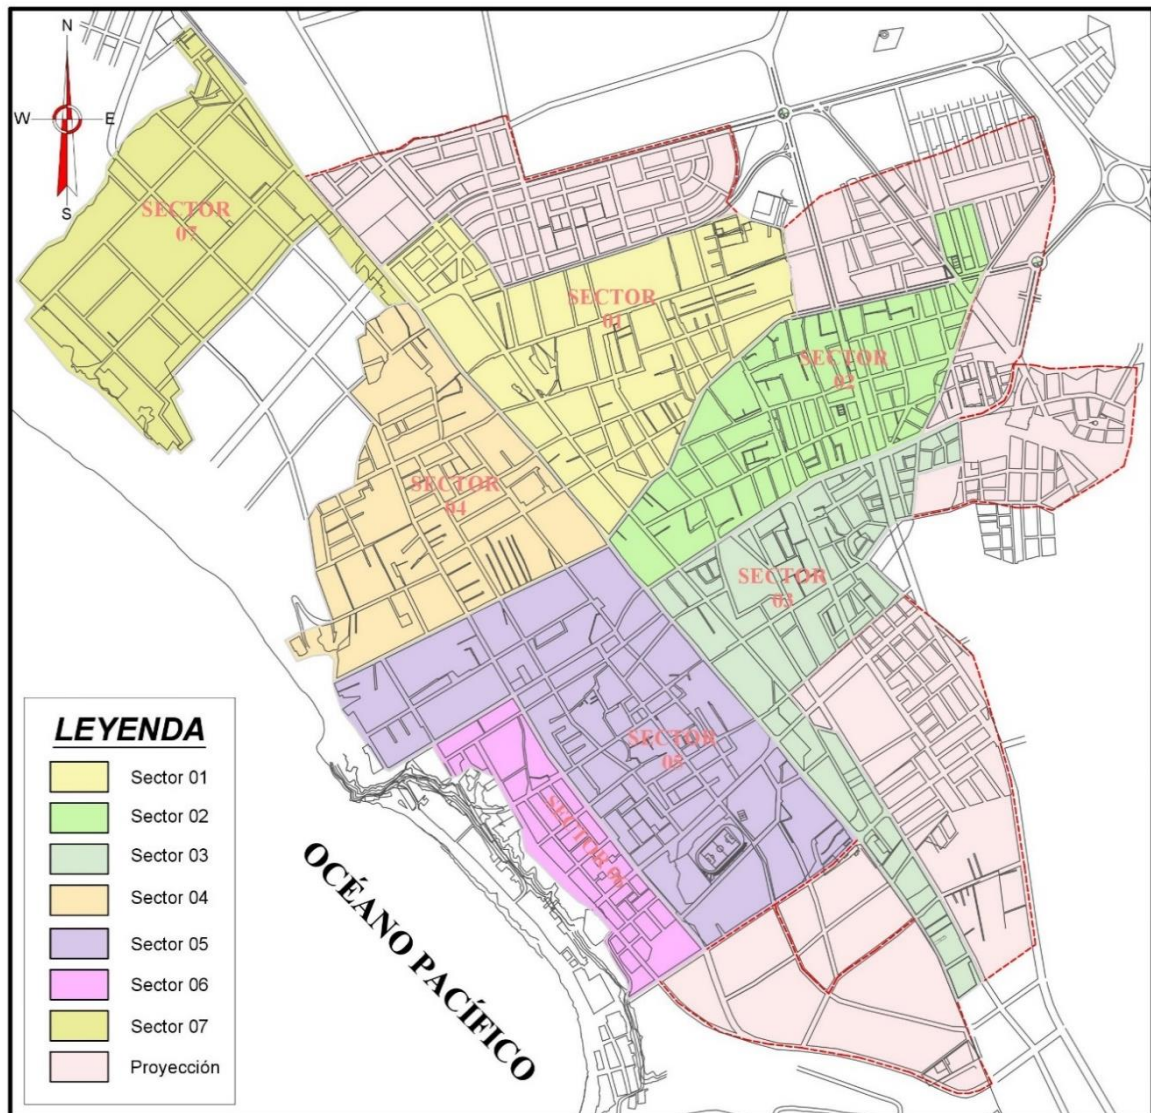 N
W E
S
SECTOR
07
SECTOR
01
SECTOR
02
SECTOR
04
SECTOR
03
SECTOR
05
SECTOR 06
OCÉANO PACÍFICO
LEYENDA
Sector 01
Sector 02
Sector 03
Sector 04
Sector 05
Sector 06
Sector 07
Proyección